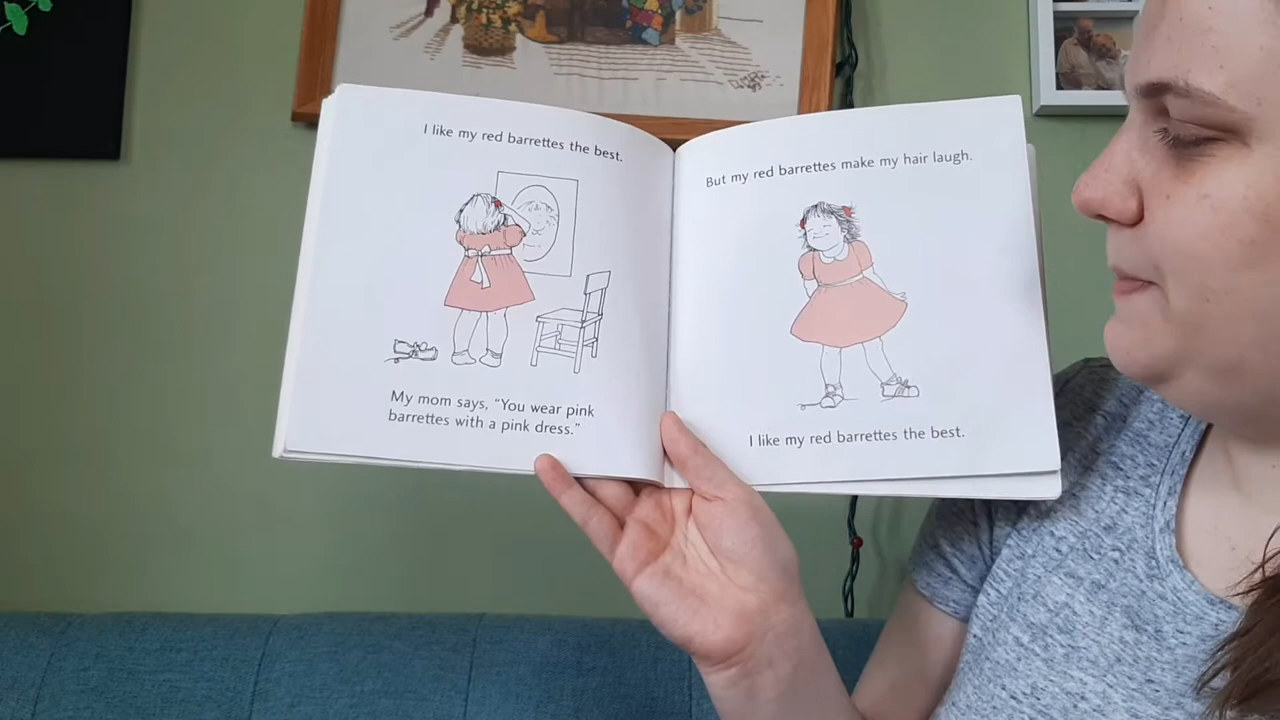 I like my red barrettes the best.
My mom says, “You wear pink
barrettes with a pink dress.”
But my red barrettes make my hair laugh.
I like my red barrettes the best.